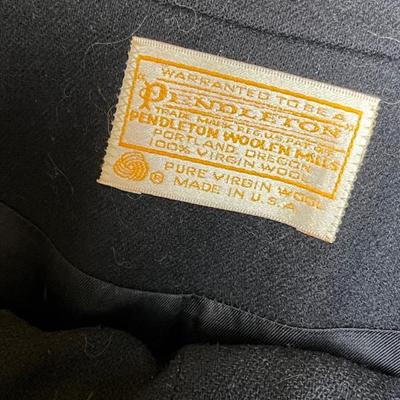 WARRANTED TO BE A
"PENDLETON"
TRADE MARK REG.U.S.PAT.OFF.
PENDLETON WOOLEN MILLS
PORTLAND, OREGON
100% VIRGIN WOOL
PURE VIRGIN WOOL
® MADE IN U.S.A.